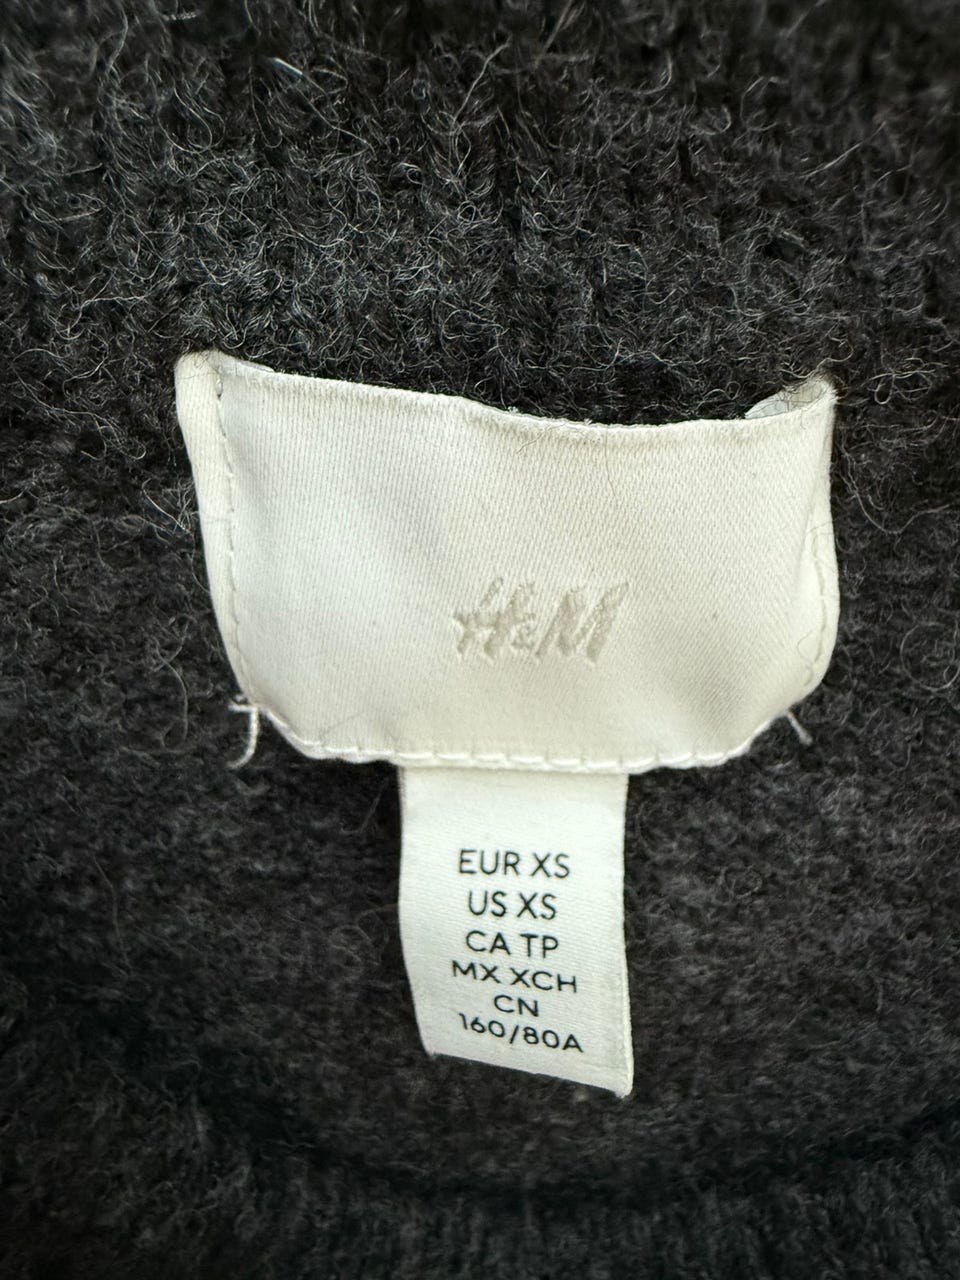 H&M
EUR XS
US XS
CA TP
MX XCH
CN
160/80A